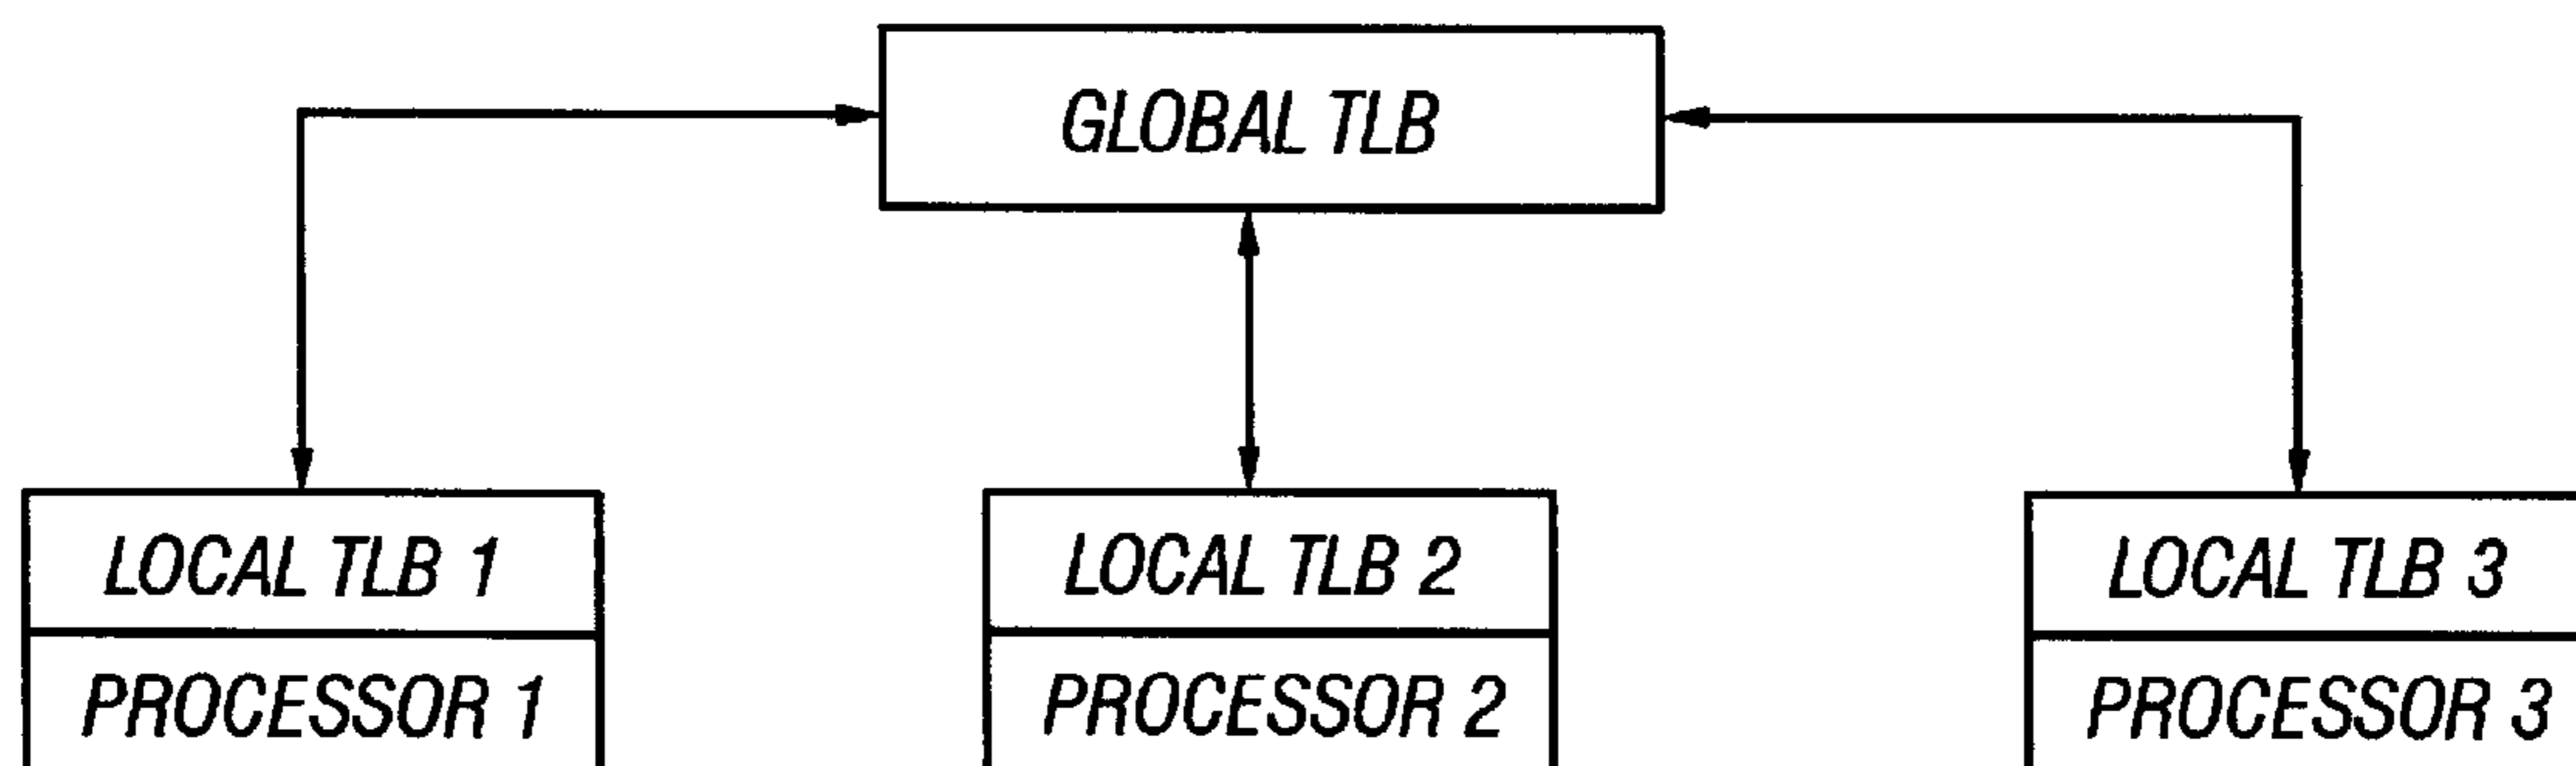 GLOBAL TLB
LOCAL TLB 1
PROCESSOR 1
LOCAL TLB 2
PROCESSOR 2
LOCAL TLB 3
PROCESSOR 3